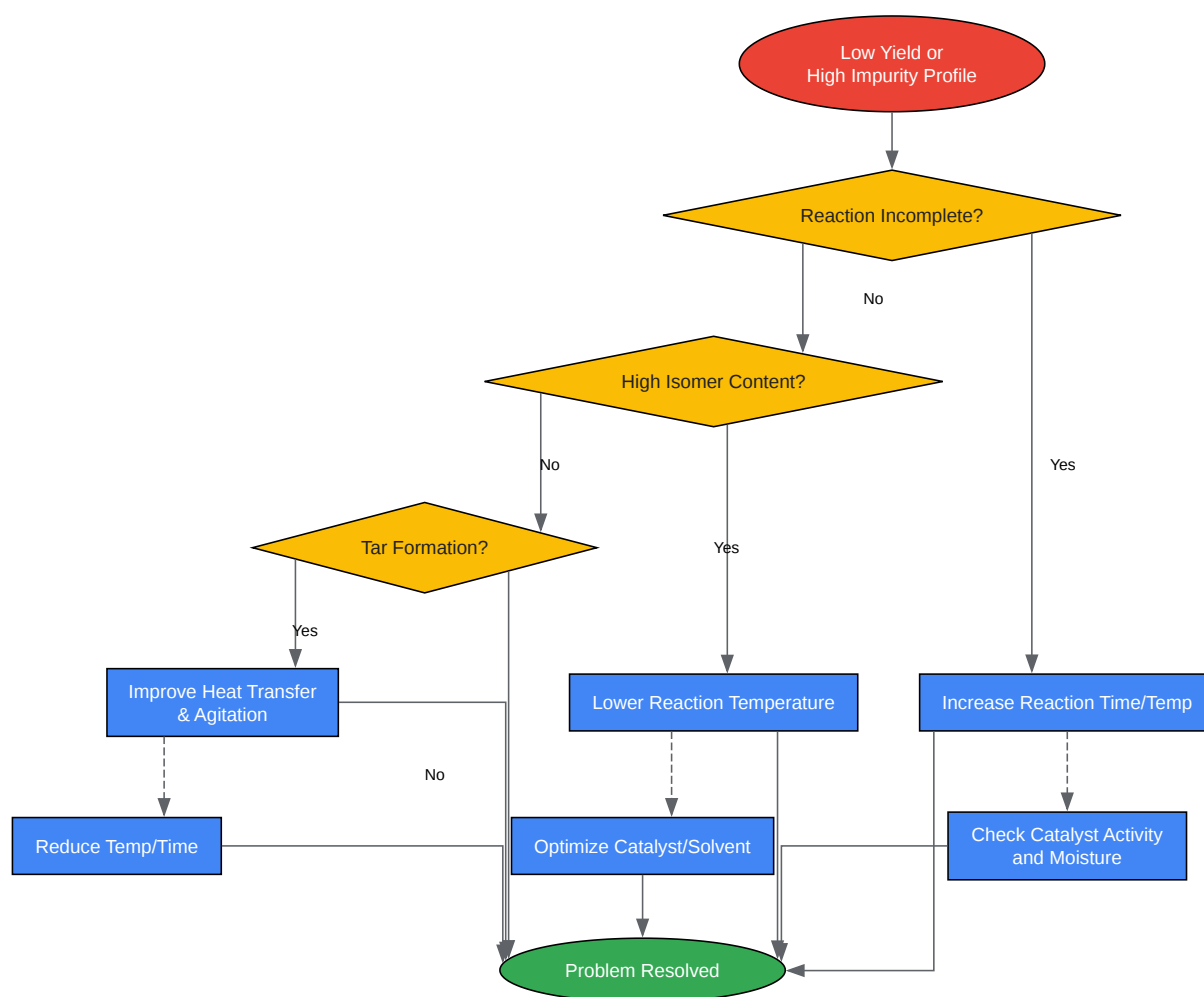 Low Yield or
High Impurity Profile
Reaction Incomplete?
No
High Isomer Content?
No
Yes
Tar Formation?
Yes
Yes
Improve Heat Transfer
& Agitation
Lower Reaction Temperature
Increase Reaction Time/Temp
No
Reduce Temp/Time
Optimize Catalyst/Solvent
Check Catalyst Activity
and Moisture
Problem Resolved